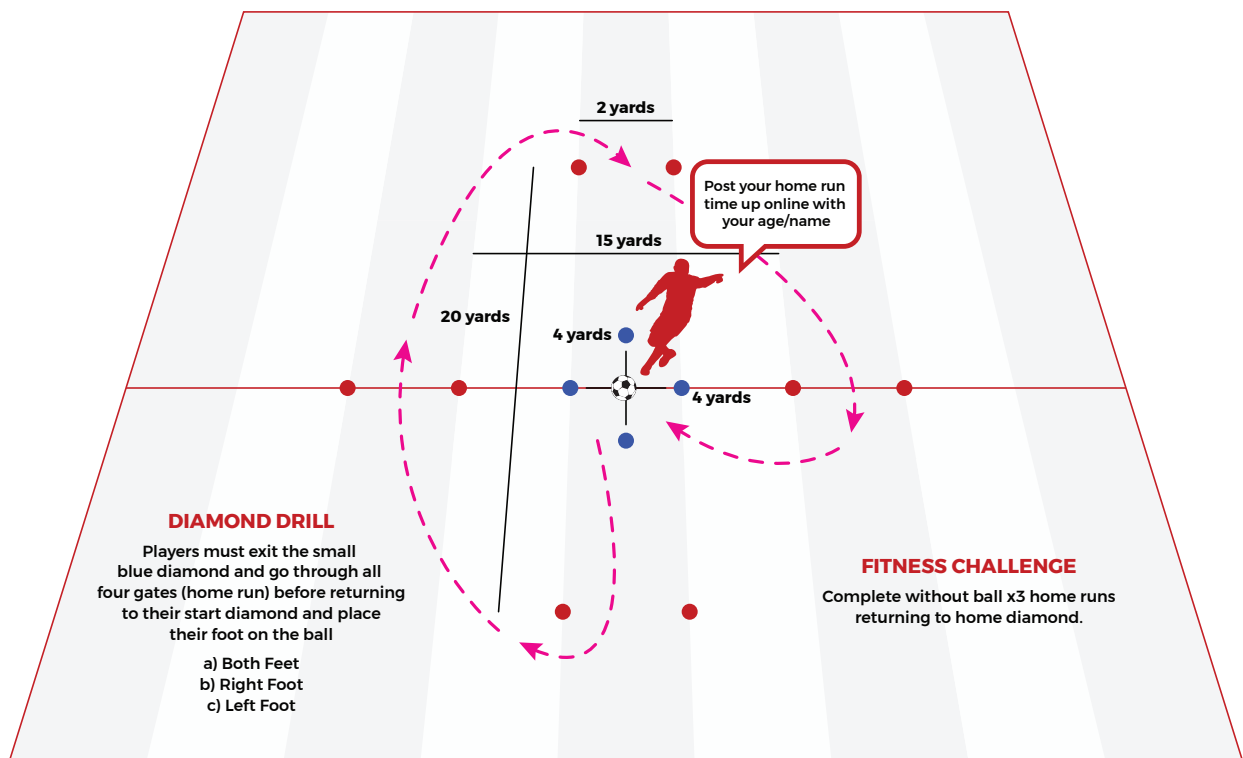 2 yards
Post your home run
time up online with
your age/name
15 yards
20 yards
4 yards
4 yards
DIAMOND DRILL
Players must exit the small
blue diamond and go through all
four gates (home run) before returning
to their start diamond and place
their foot on the ball
a) Both Feet
b) Right Foot
c) Left Foot
FITNESS CHALLENGE
Complete without ball x3 home runs
returning to home diamond.